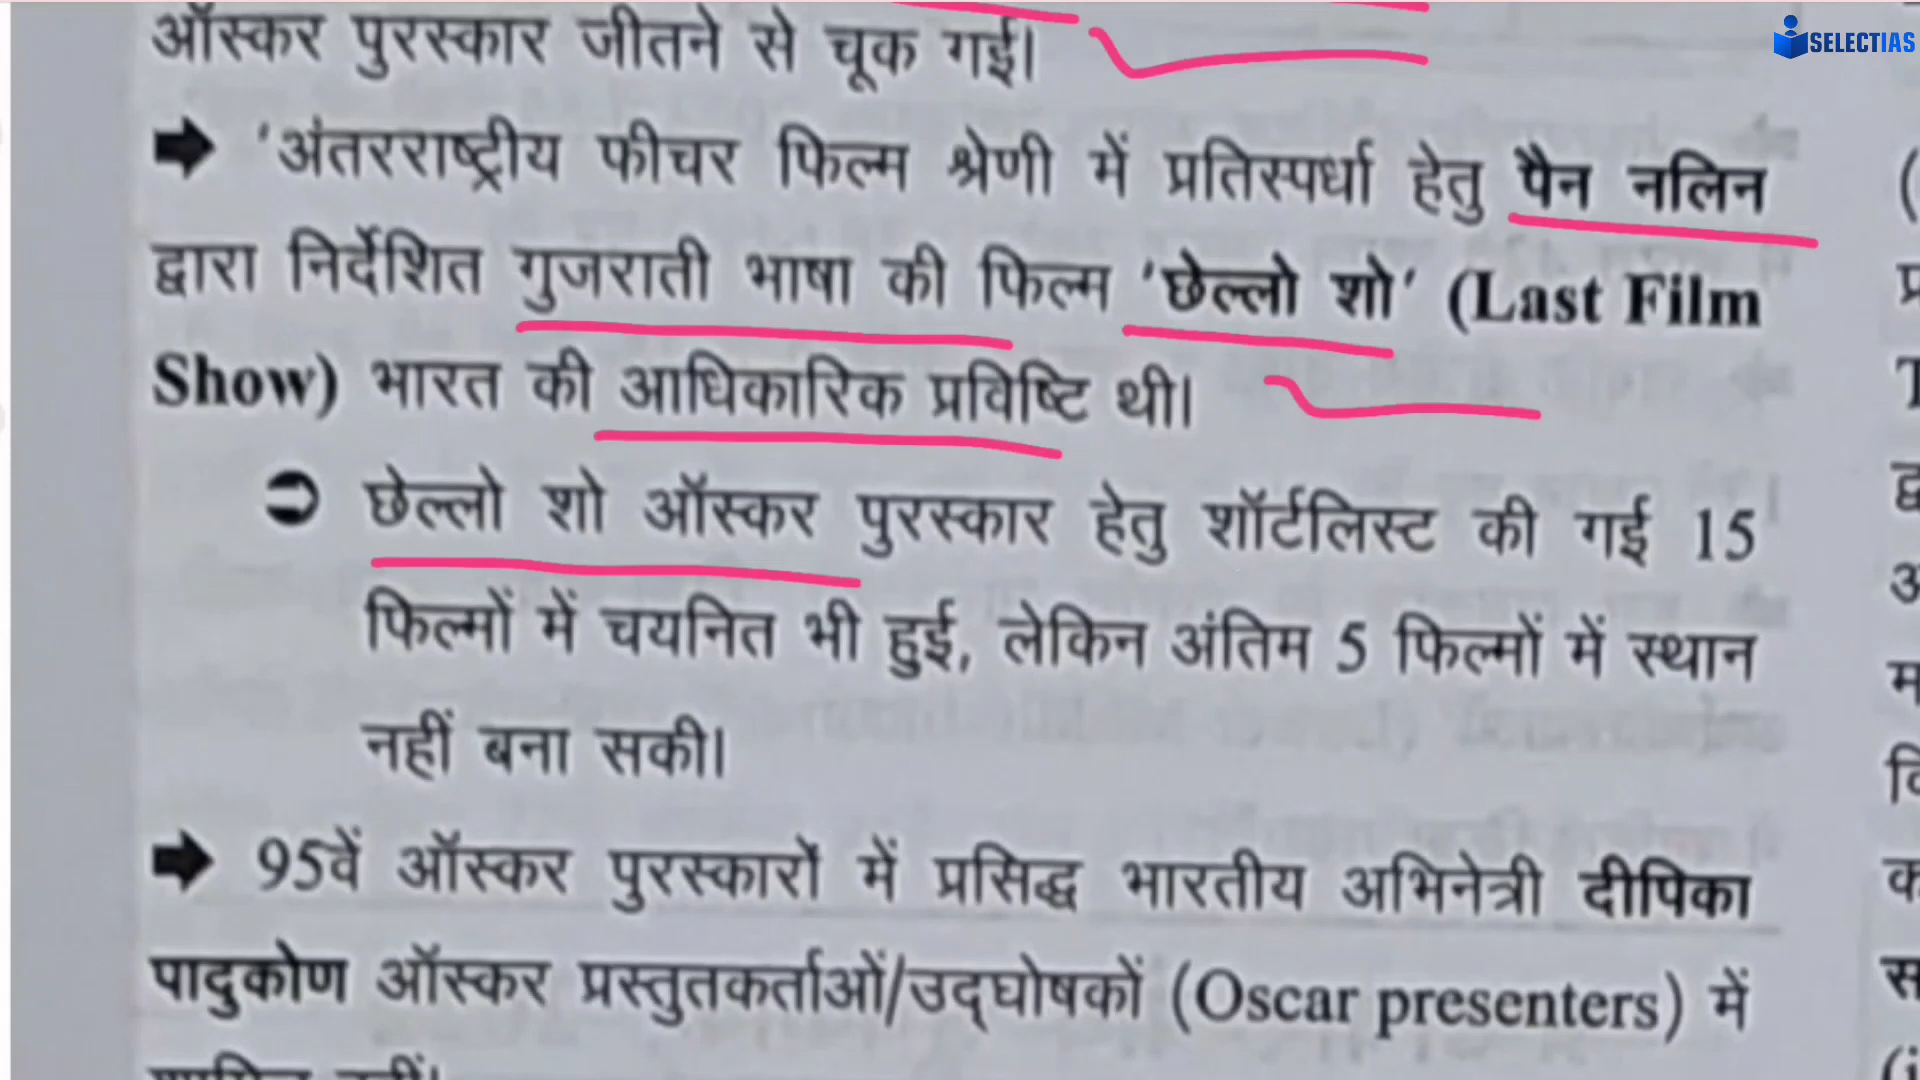 SELECTIAS
ऑस्कर पुरस्कार जीतने से चूक गई।
'अंतरराष्ट्रीय फीचर फिल्म श्रेणी में प्रतिस्पर्धा हेतु पैन नलिन
द्वारा निर्देशित गुजराती भाषा की फिल्म 'छेल्लो शो' (Last Film
Show) भारत की आधिकारिक प्रविष्टि थी।
छेल्लो शो ऑस्कर पुरस्कार हेतु शॉर्टलिस्ट की गई 15
फिल्मों में चयनित भी हुई, लेकिन अंतिम 5 फिल्मों में स्थान
नहीं बना सकी।
95वें ऑस्कर पुरस्कारों में प्रसिद्ध भारतीय अभिनेत्री दीपिका
पादुकोण ऑस्कर प्रस्तुतकर्ताओं/उद्घोषकों (Oscar presenters) में